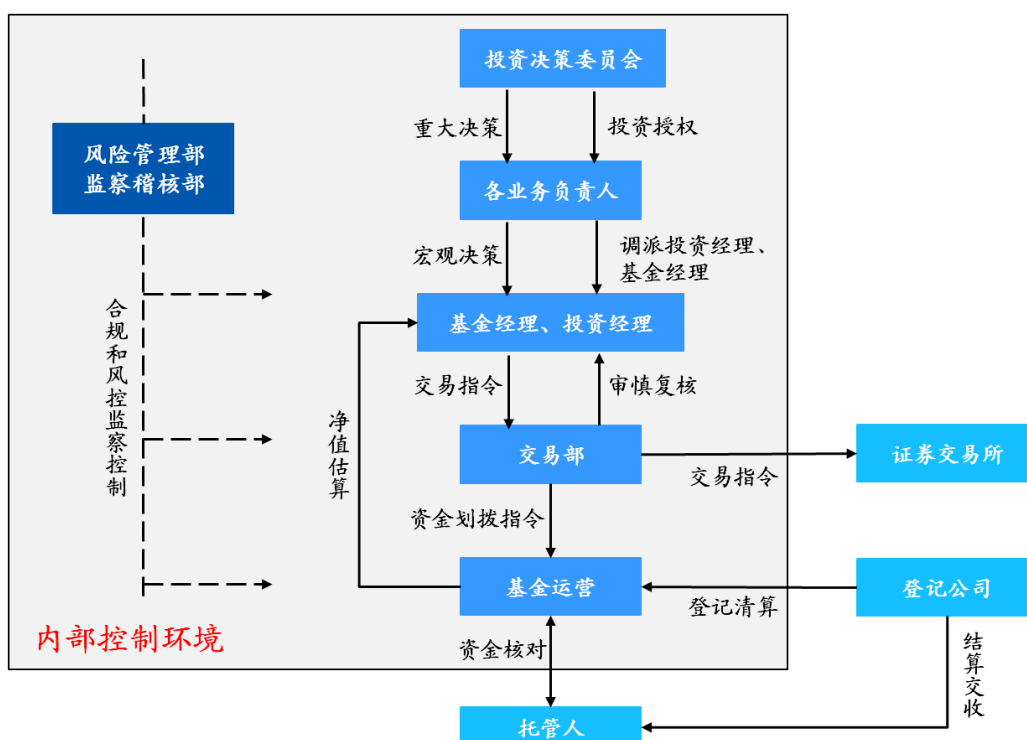 投资决策委员会
重大决策
投资授权
风险管理部
监察稽核部
各业务负责人
宏观决策
调派投资经理、
基金经理
合规和风控监察控制
基金经理、投资经理
交易指令
审慎复核
净值估算
交易部
交易指令
证券交易所
资金划拨指令
基金运营
登记清算
登记公司
内部控制环境
资金核对
结算交收
托管人